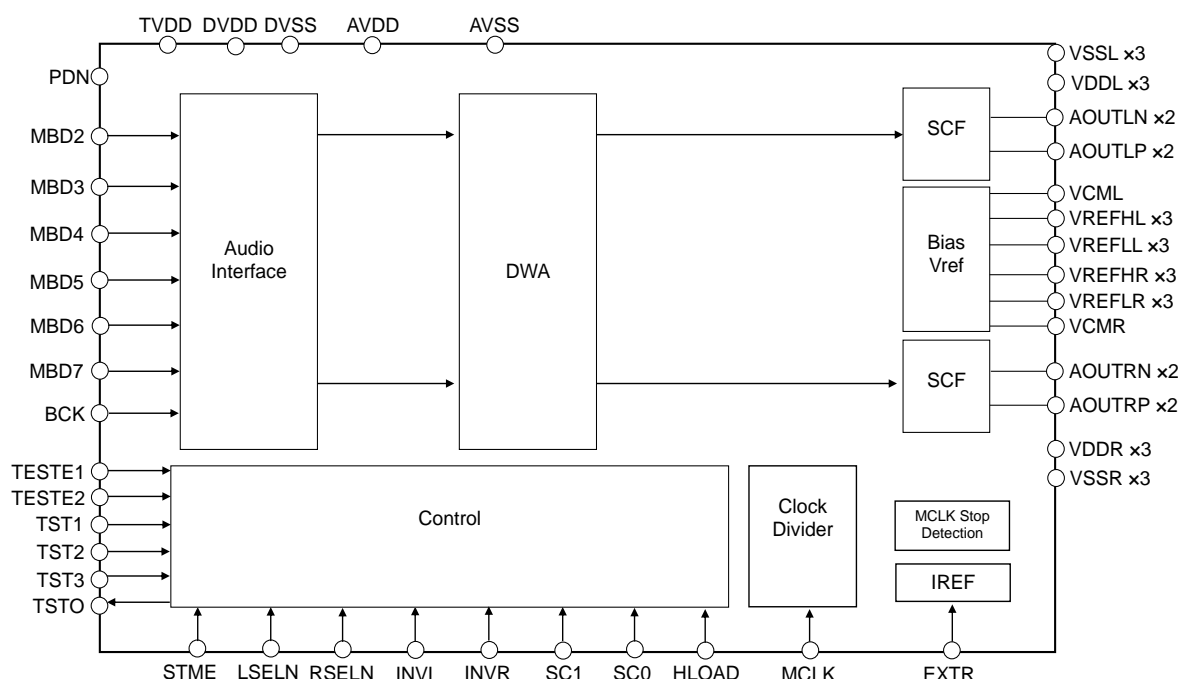 TVDD DVDD DVSS AVDD AVSS
PDN
MBD2
MBD3
MBD4
MBD5
MBD6
MBD7
BCK
TESTE1
TESTE2
TST1
TST2
TST3
TSTO
Audio
Interface
DWA
SCF
Bias
Vref
SCF
Control
Clock
Divider
MCLK Stop
Detection
IREF
VSSL ×3
VDDL ×3
AOUTLN ×2
AOUTLP ×2
VCML
VREFHL ×3
VREFLL ×3
VREFHR ×3
VREFLR ×3
VCMR
AOUTRN ×2
AOUTRP ×2
VDDR ×3
VSSR ×3
STME LSELN RSELN INVL INVR SC1 SC0 HLOAD MCLK EXTR